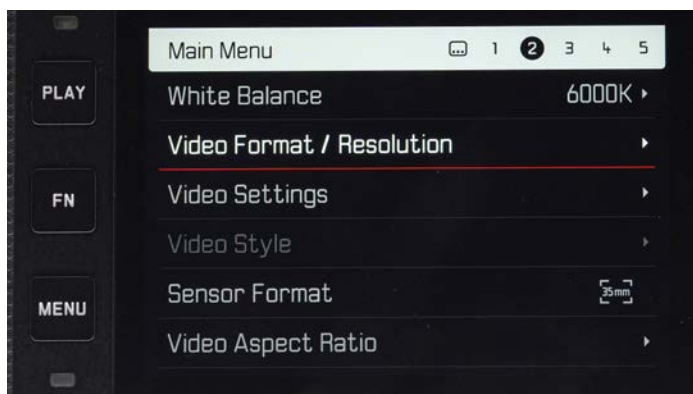 Main Menu ... 1 2 3 4 5
PLAY White Balance 6000K
Video Format / Resolution
FN Video Settings
Video Style
Sensor Format 35mm
MENU
Video Aspect Ratio